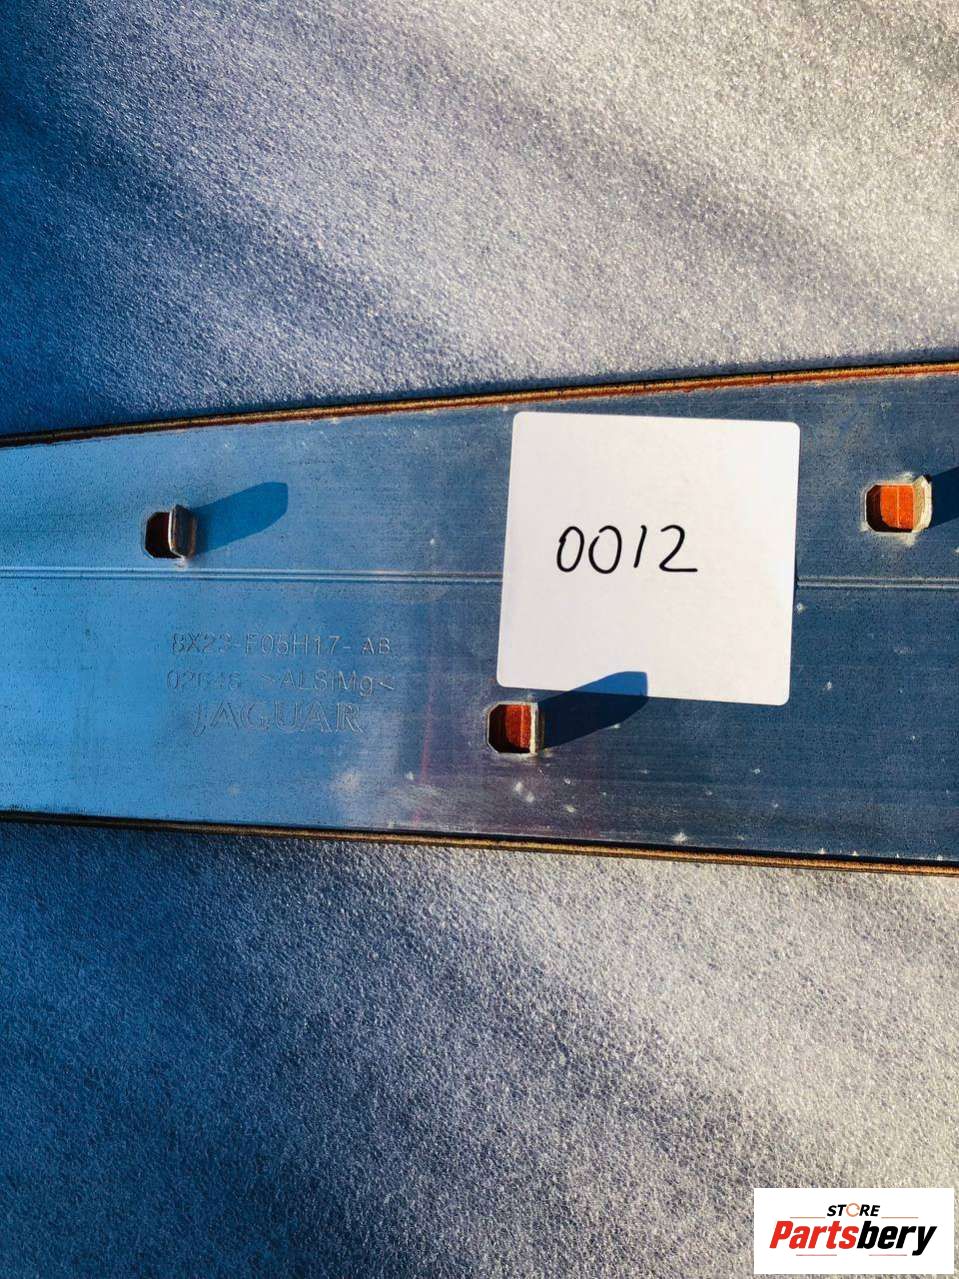 0012
8X23-F05H17-AB
>ALSiMg<
JAGUAR
STORE
Partsbery